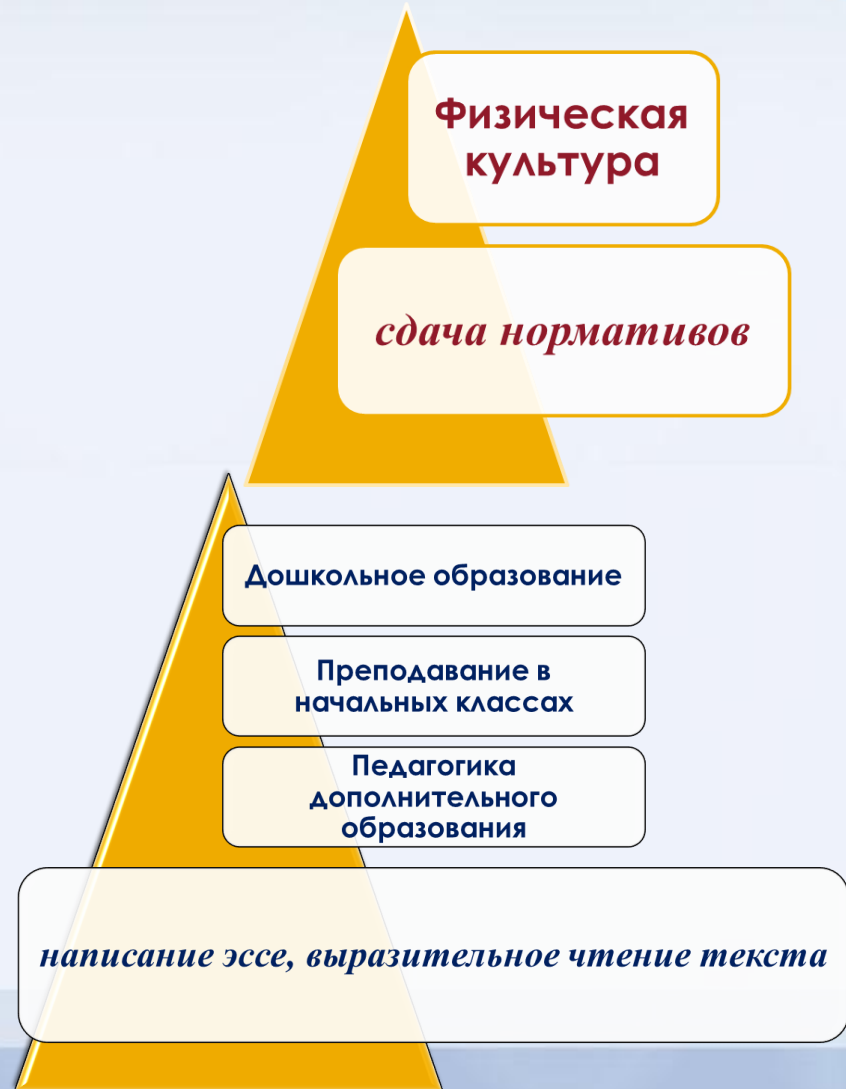 Физическая
культура
сдача нормативов
Дошкольное образование
Преподавание в
начальных классах
Педагогика
дополнительного
образования
написание эссе, выразительное чтение текста